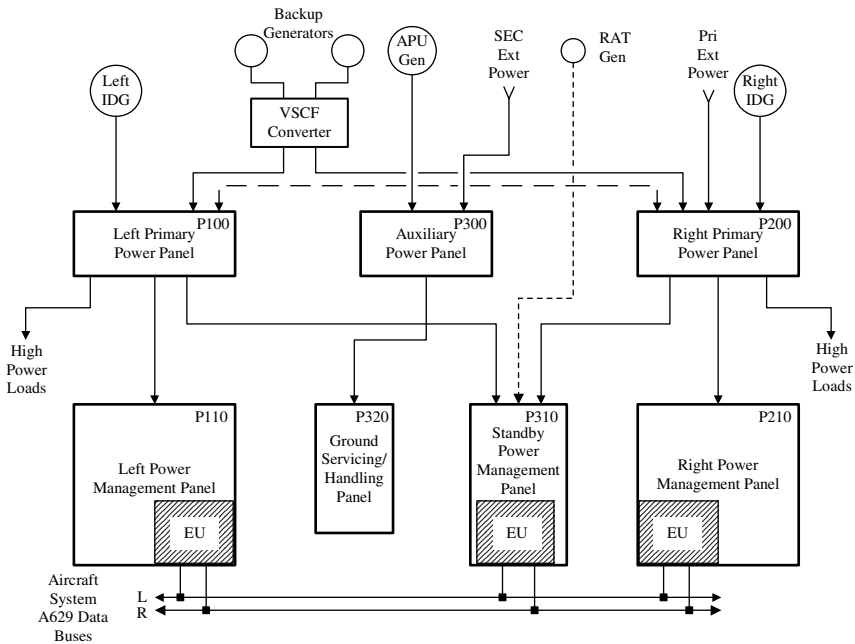 Backup
Generators
APU
Gen
SEC
Ext
Power
RAT
Gen
Pri
Ext
Power
Left
IDG
Right
IDG
VSCF
Converter
P100
Left Primary
Power Panel
P300
Auxiliary
Power Panel
P200
Right Primary
Power Panel
High
Power
Loads
High
Power
Loads
P110
Left Power
Management Panel
EU
P320
Ground
Servicing/
Handling
Panel
P310
Standby
Power
Management
Panel
EU
P210
Right Power
Management Panel
EU
Aircraft
System
A629 Data
Buses
L
R